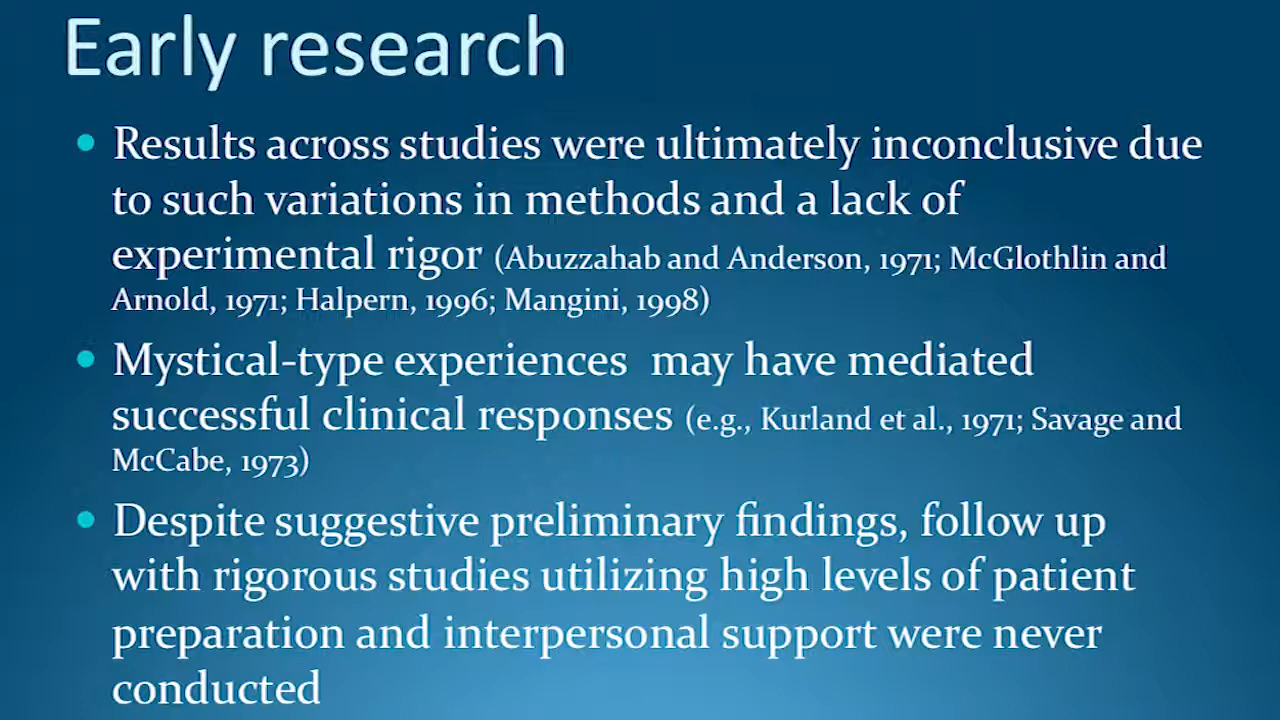 Early research
• Results across studies were ultimately inconclusive due
to such variations in methods and a lack of
experimental rigor (Abuzzahab and Anderson, 1971; McGlothlin and
Arnold, 1971; Halpern, 1996; Mangini, 1998)
• Mystical-type experiences  may have mediated
successful clinical responses (e.g., Kurland et al., 1971; Savage and
McCabe, 1973)
• Despite suggestive preliminary findings, follow up
with rigorous studies utilizing high levels of patient
preparation and interpersonal support were never
conducted